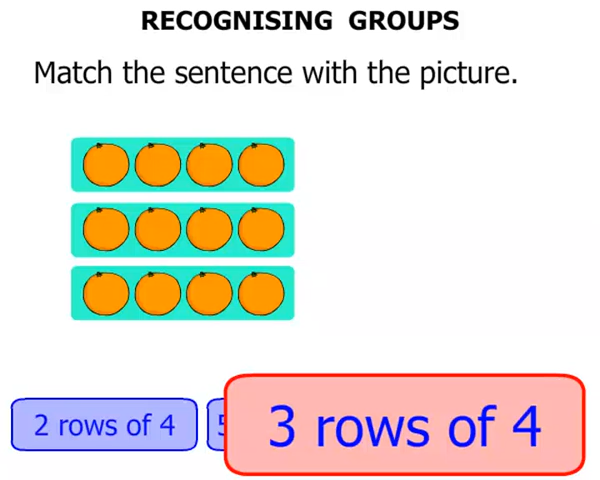 RECOGNISING GROUPS
Match the sentence with the picture.
2 rows of 4
3 rows of 4